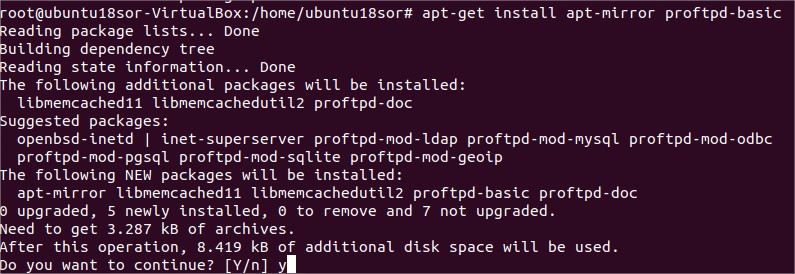 root@ubuntu18sor-VirtualBox:/home/ubuntu18sor# apt-get install apt-mirror proftpd-basic
Reading package lists... Done
Building dependency tree
Reading state information... Done
The following additional packages will be installed:
  libmemcached11 libmemcachedutil2 proftpd-doc
Suggested packages:
  openbsd-inetd | inet-superserver proftpd-mod-ldap proftpd-mod-mysql proftpd-mod-odbc
  proftpd-mod-pgsql proftpd-mod-sqlite proftpd-mod-geoip
The following NEW packages will be installed:
  apt-mirror libmemcached11 libmemcachedutil2 proftpd-basic proftpd-doc
0 upgraded, 5 newly installed, 0 to remove and 7 not upgraded.
Need to get 3.287 kB of archives.
After this operation, 8.419 kB of additional disk space will be used.
Do you want to continue? [Y/n] y